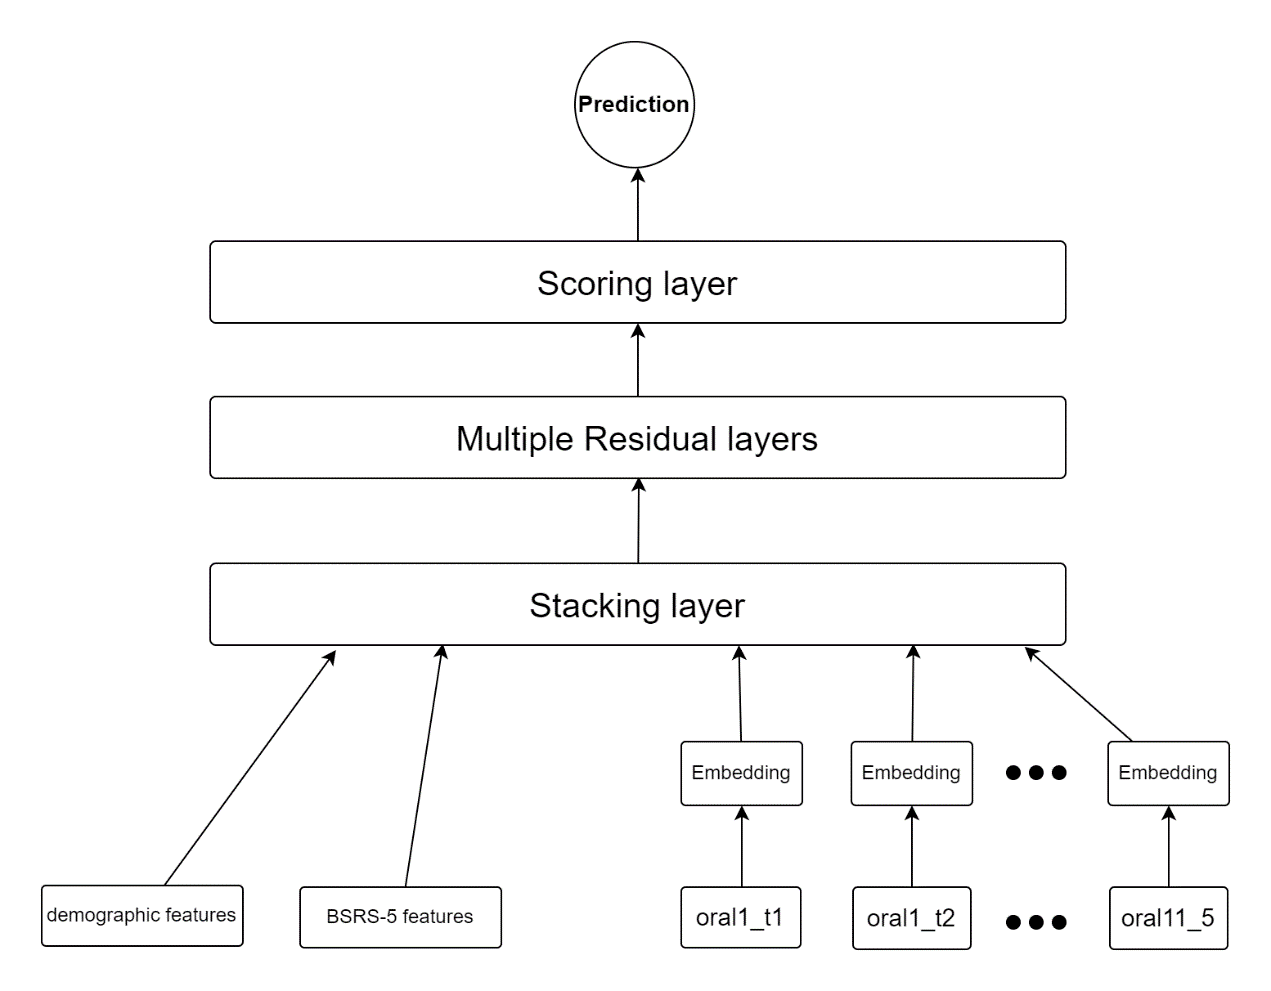 Prediction
Scoring layer
Multiple Residual layers
Stacking layer
Embedding
Embedding
Embedding
demographic features
BSRS-5 features
oral1_t1
oral1_t2
oral11_5